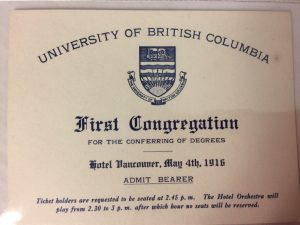 UNIVERSITY OF BRITISH COLUMBIA
First Congregation
FOR THE CONFERRING OF DEGREES
Hotel Vancouver, May 4th, 1916
ADMIT BEARER
Ticket holders are requested to be seated at 2.45 p. m. The Hotel Orchestra will
play from 2.30 to 3 p. m. after which hour no seats will be reserved.